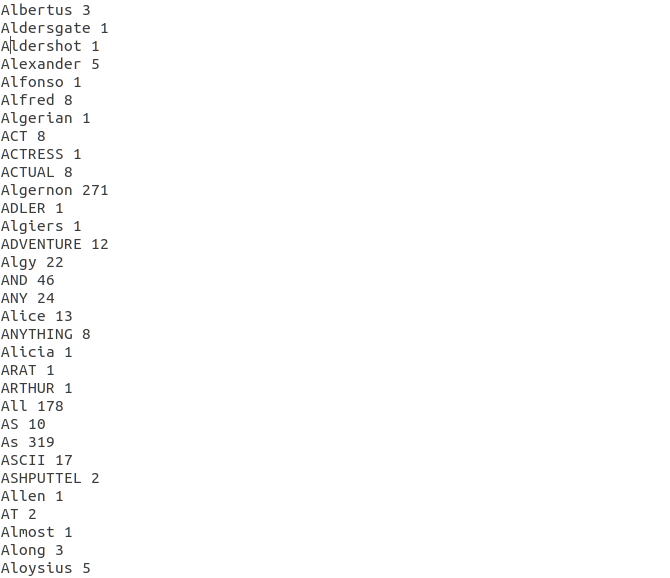 Albertus 3
Aldersgate 1
Aldershot 1
Alexander 5
Alfonso 1
Alfred 8
Algerian 1
ACT 8
ACTRESS 1
ACTUAL 8
Algernon 271
ADLER 1
Algiers 1
ADVENTURE 12
Algy 22
AND 46
ANY 24
Alice 13
ANYTHING 8
Alicia 1
ARAT 1
ARTHUR 1
All 178
AS 10
As 319
ASCII 17
ASHPUTTEL 2
Allen 1
AT 2
Almost 1
Along 3
Aloysius 5